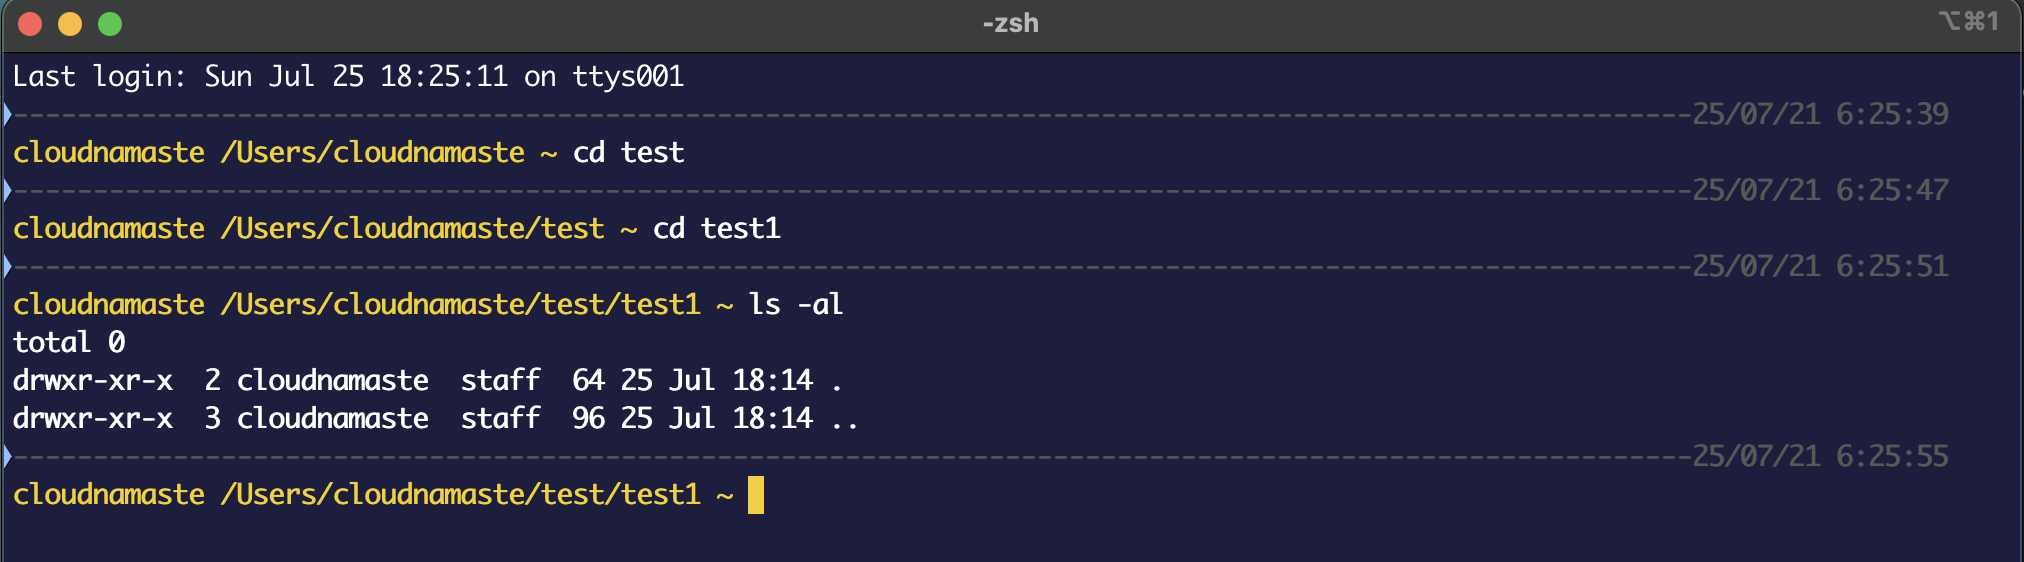 -zsh ⌥⌘1
Last login: Sun Jul 25 18:25:11 on ttys001
---------------------------------------------------------------------------------------------------------25/07/21 6:25:39
cloudnamaste /Users/cloudnamaste ~ cd test
---------------------------------------------------------------------------------------------------------25/07/21 6:25:47
cloudnamaste /Users/cloudnamaste/test ~ cd test1
---------------------------------------------------------------------------------------------------------25/07/21 6:25:51
cloudnamaste /Users/cloudnamaste/test/test1 ~ ls -al
total 0
drwxr-xr-x  2 cloudnamaste  staff  64 25 Jul 18:14 .
drwxr-xr-x  3 cloudnamaste  staff  96 25 Jul 18:14 ..
---------------------------------------------------------------------------------------------------------25/07/21 6:25:55
cloudnamaste /Users/cloudnamaste/test/test1 ~